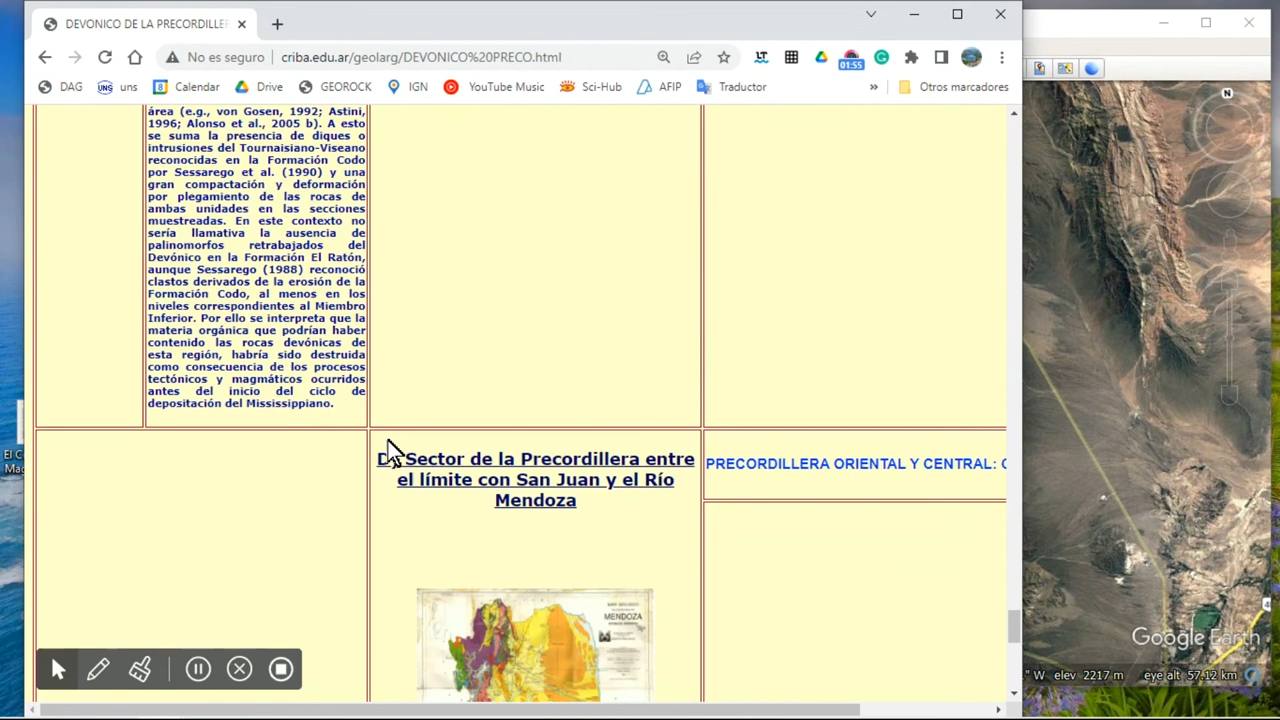 DEVONICO DE LA PRECORDILLER
No es seguro
criba.edu.ar/geolarg/DEVONICO%20PRECO.html
01:55
DAG
uns
Calendar
Drive
GEOROCK
IGN
YouTube Music
Sci-Hub
AFIP
Traductor
»
Otros marcadores
área (e.g., von Gosen, 1992; Astini,
1996; Alonso et al., 2005 b). A esto
se suma la presencia de diques o
intrusiones del Tournaisiano-Viseano
reconocidas en la Formación Codo
por Sessarego et al. (1990) y una
gran compactación y deformación
por plegamiento de las rocas de
ambas unidades en las secciones
muestreadas. En este contexto no
sería llamativa la ausencia de
palinomorfos retrabajados del
Devónico en la Formación El Ratón,
aunque Sessarego (1988) reconoció
clastos derivados de la erosión de la
Formación Codo, al menos en los
niveles correspondientes al Miembro
Inferior. Por ello se interpreta que la
materia orgánica que podrían haber
contenido las rocas devónicas de
esta región, habría sido destruida
como consecuencia de los procesos
tectónicos y magmáticos ocurridos
antes del inicio del ciclo de
depositación del Mississippiano.
Sector de la Precordillera entre
el límite con San Juan y el Río
Mendoza
PRECORDILLERA ORIENTAL Y CENTRAL:
MENDOZA
N
El C
Mac
4
Google Earth
" W elev 2217 m eye alt 57.12 km